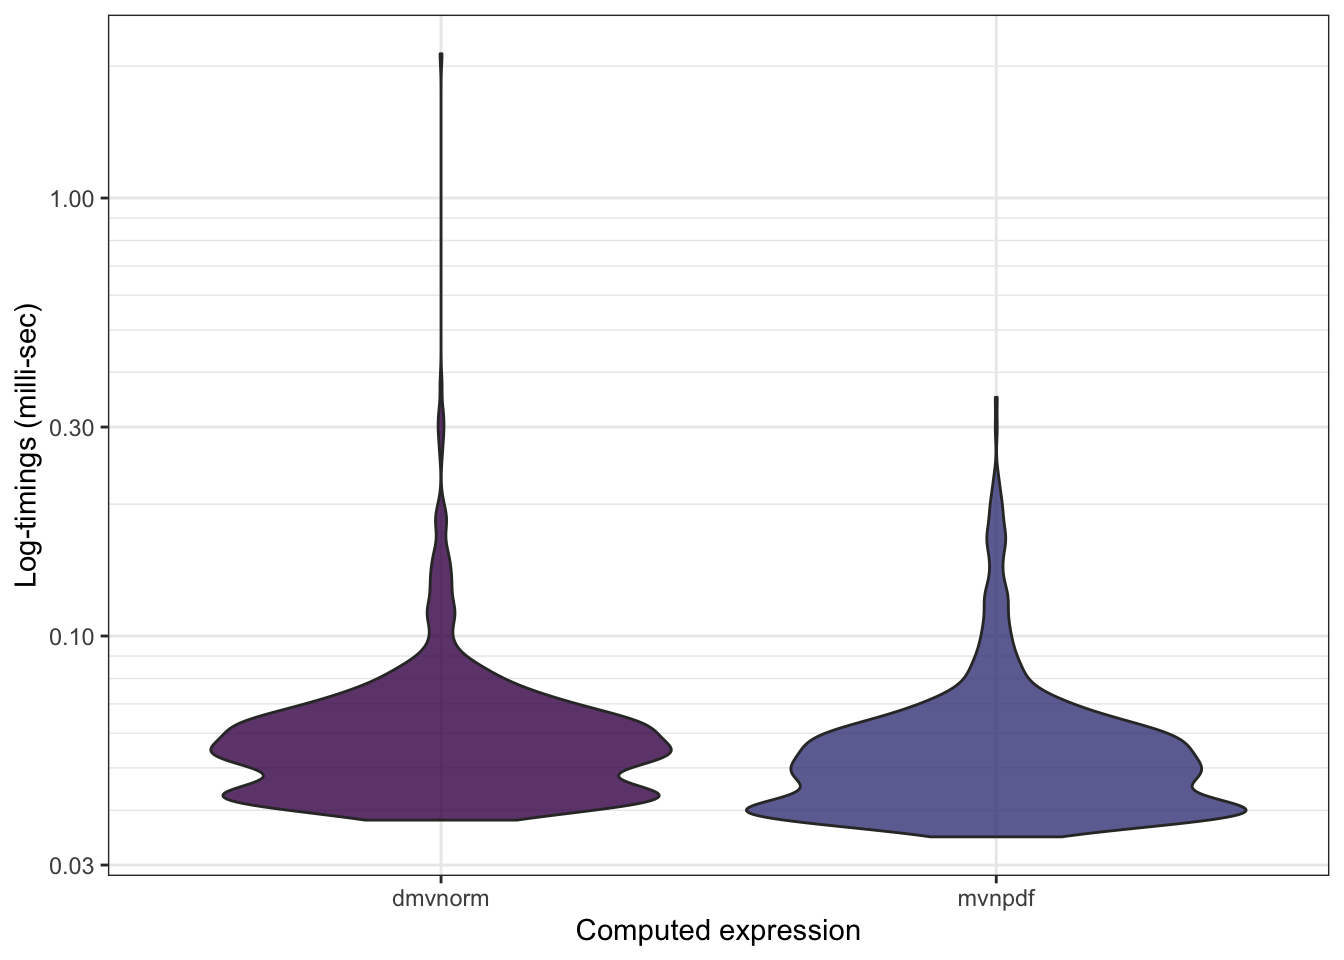 Log-timings (milli-sec)
1.00
0.30
0.10
0.03
dmvnorm
mvnpdf
Computed expression